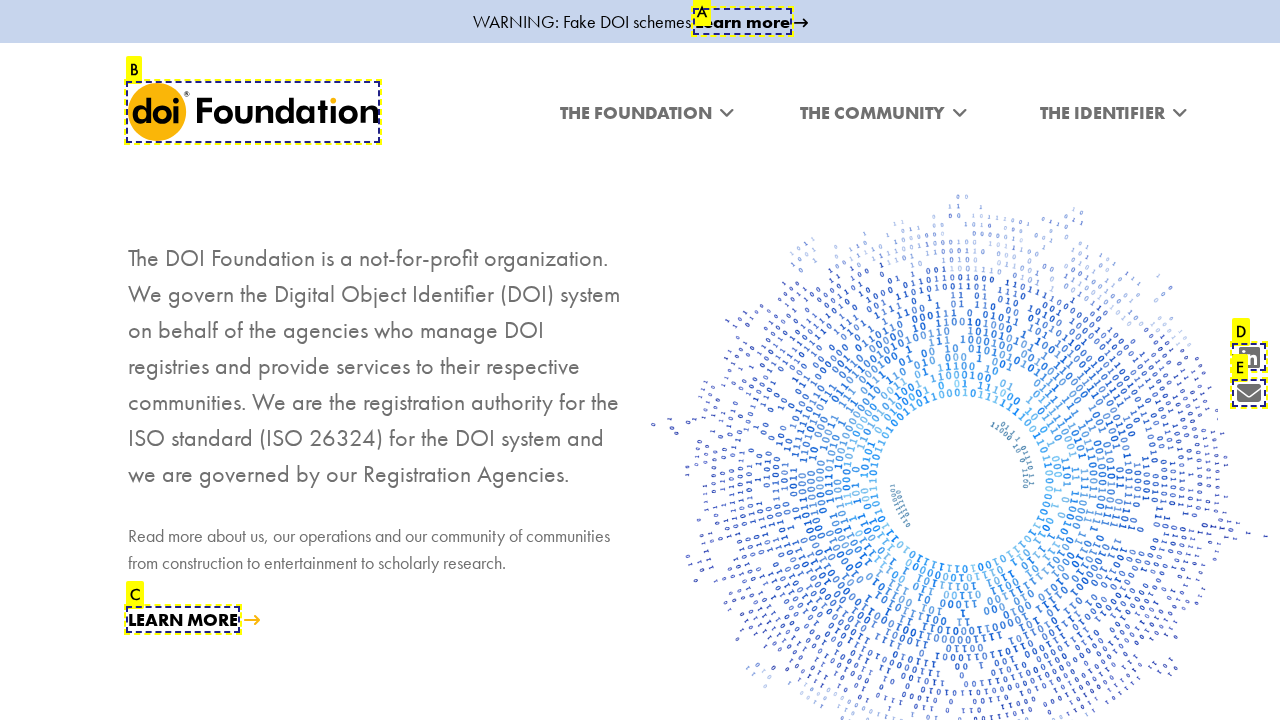 WARNING: Fake DOI schemes Learn more →
A
B
doi® Foundation
THE FOUNDATION
THE COMMUNITY
THE IDENTIFIER
The DOI Foundation is a not-for-profit organization.
We govern the Digital Object Identifier (DOI) system
on behalf of the agencies who manage DOI
registries and provide services to their respective
communities. We are the registration authority for the
ISO standard (ISO 26324) for the DOI system and
we are governed by our Registration Agencies.
D
E
Read more about us, our operations and our community of communities
from construction to entertainment to scholarly research.
C
LEARN MORE →